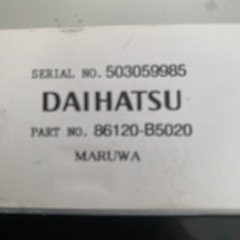 SERIAL NO. 503059985
DAIHATSU
PART NO. 86120-B5020
MARUWA